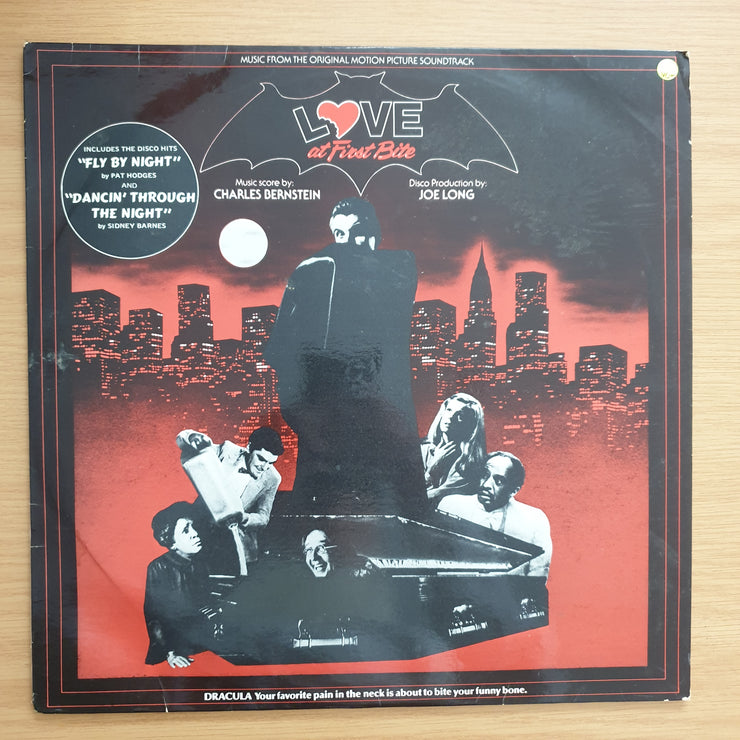 MUSIC FROM THE ORIGINAL MOTION PICTURE SOUNDTRACK
LOVE
at First Bite
Music score by:
CHARLES BERNSTEIN
Disco Production by:
JOE LONG
INCLUDES THE DISCO HITS
"FLY BY NIGHT"
by PAT HODGES
AND
"DANCIN' THROUGH
THE NIGHT"
by SIDNEY BARNES
DRACULA Your favorite pain in the neck is about to bite your funny bone.